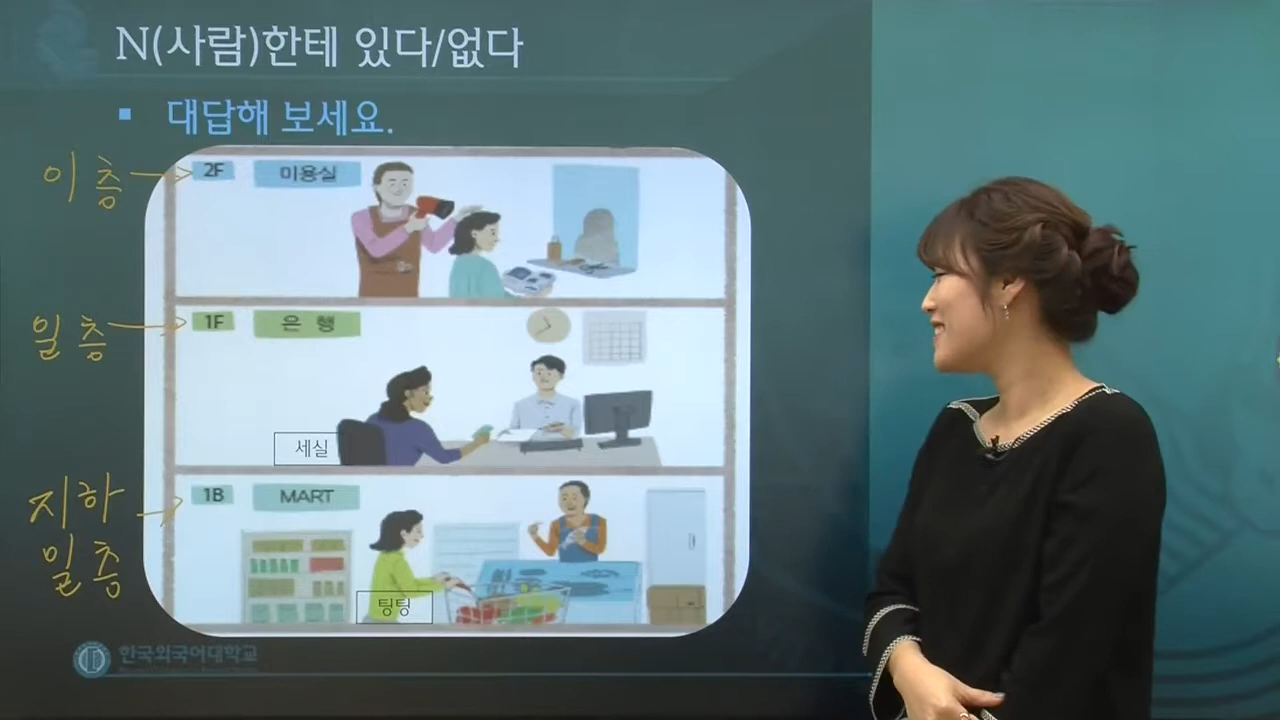 N(사람)한테 있다/없다
▪ 대답해 보세요.
이 층
2F 미용실
일 층
1F 은 행
세실
지하
일 층
1B MART
팅팅
한국외국어대학교